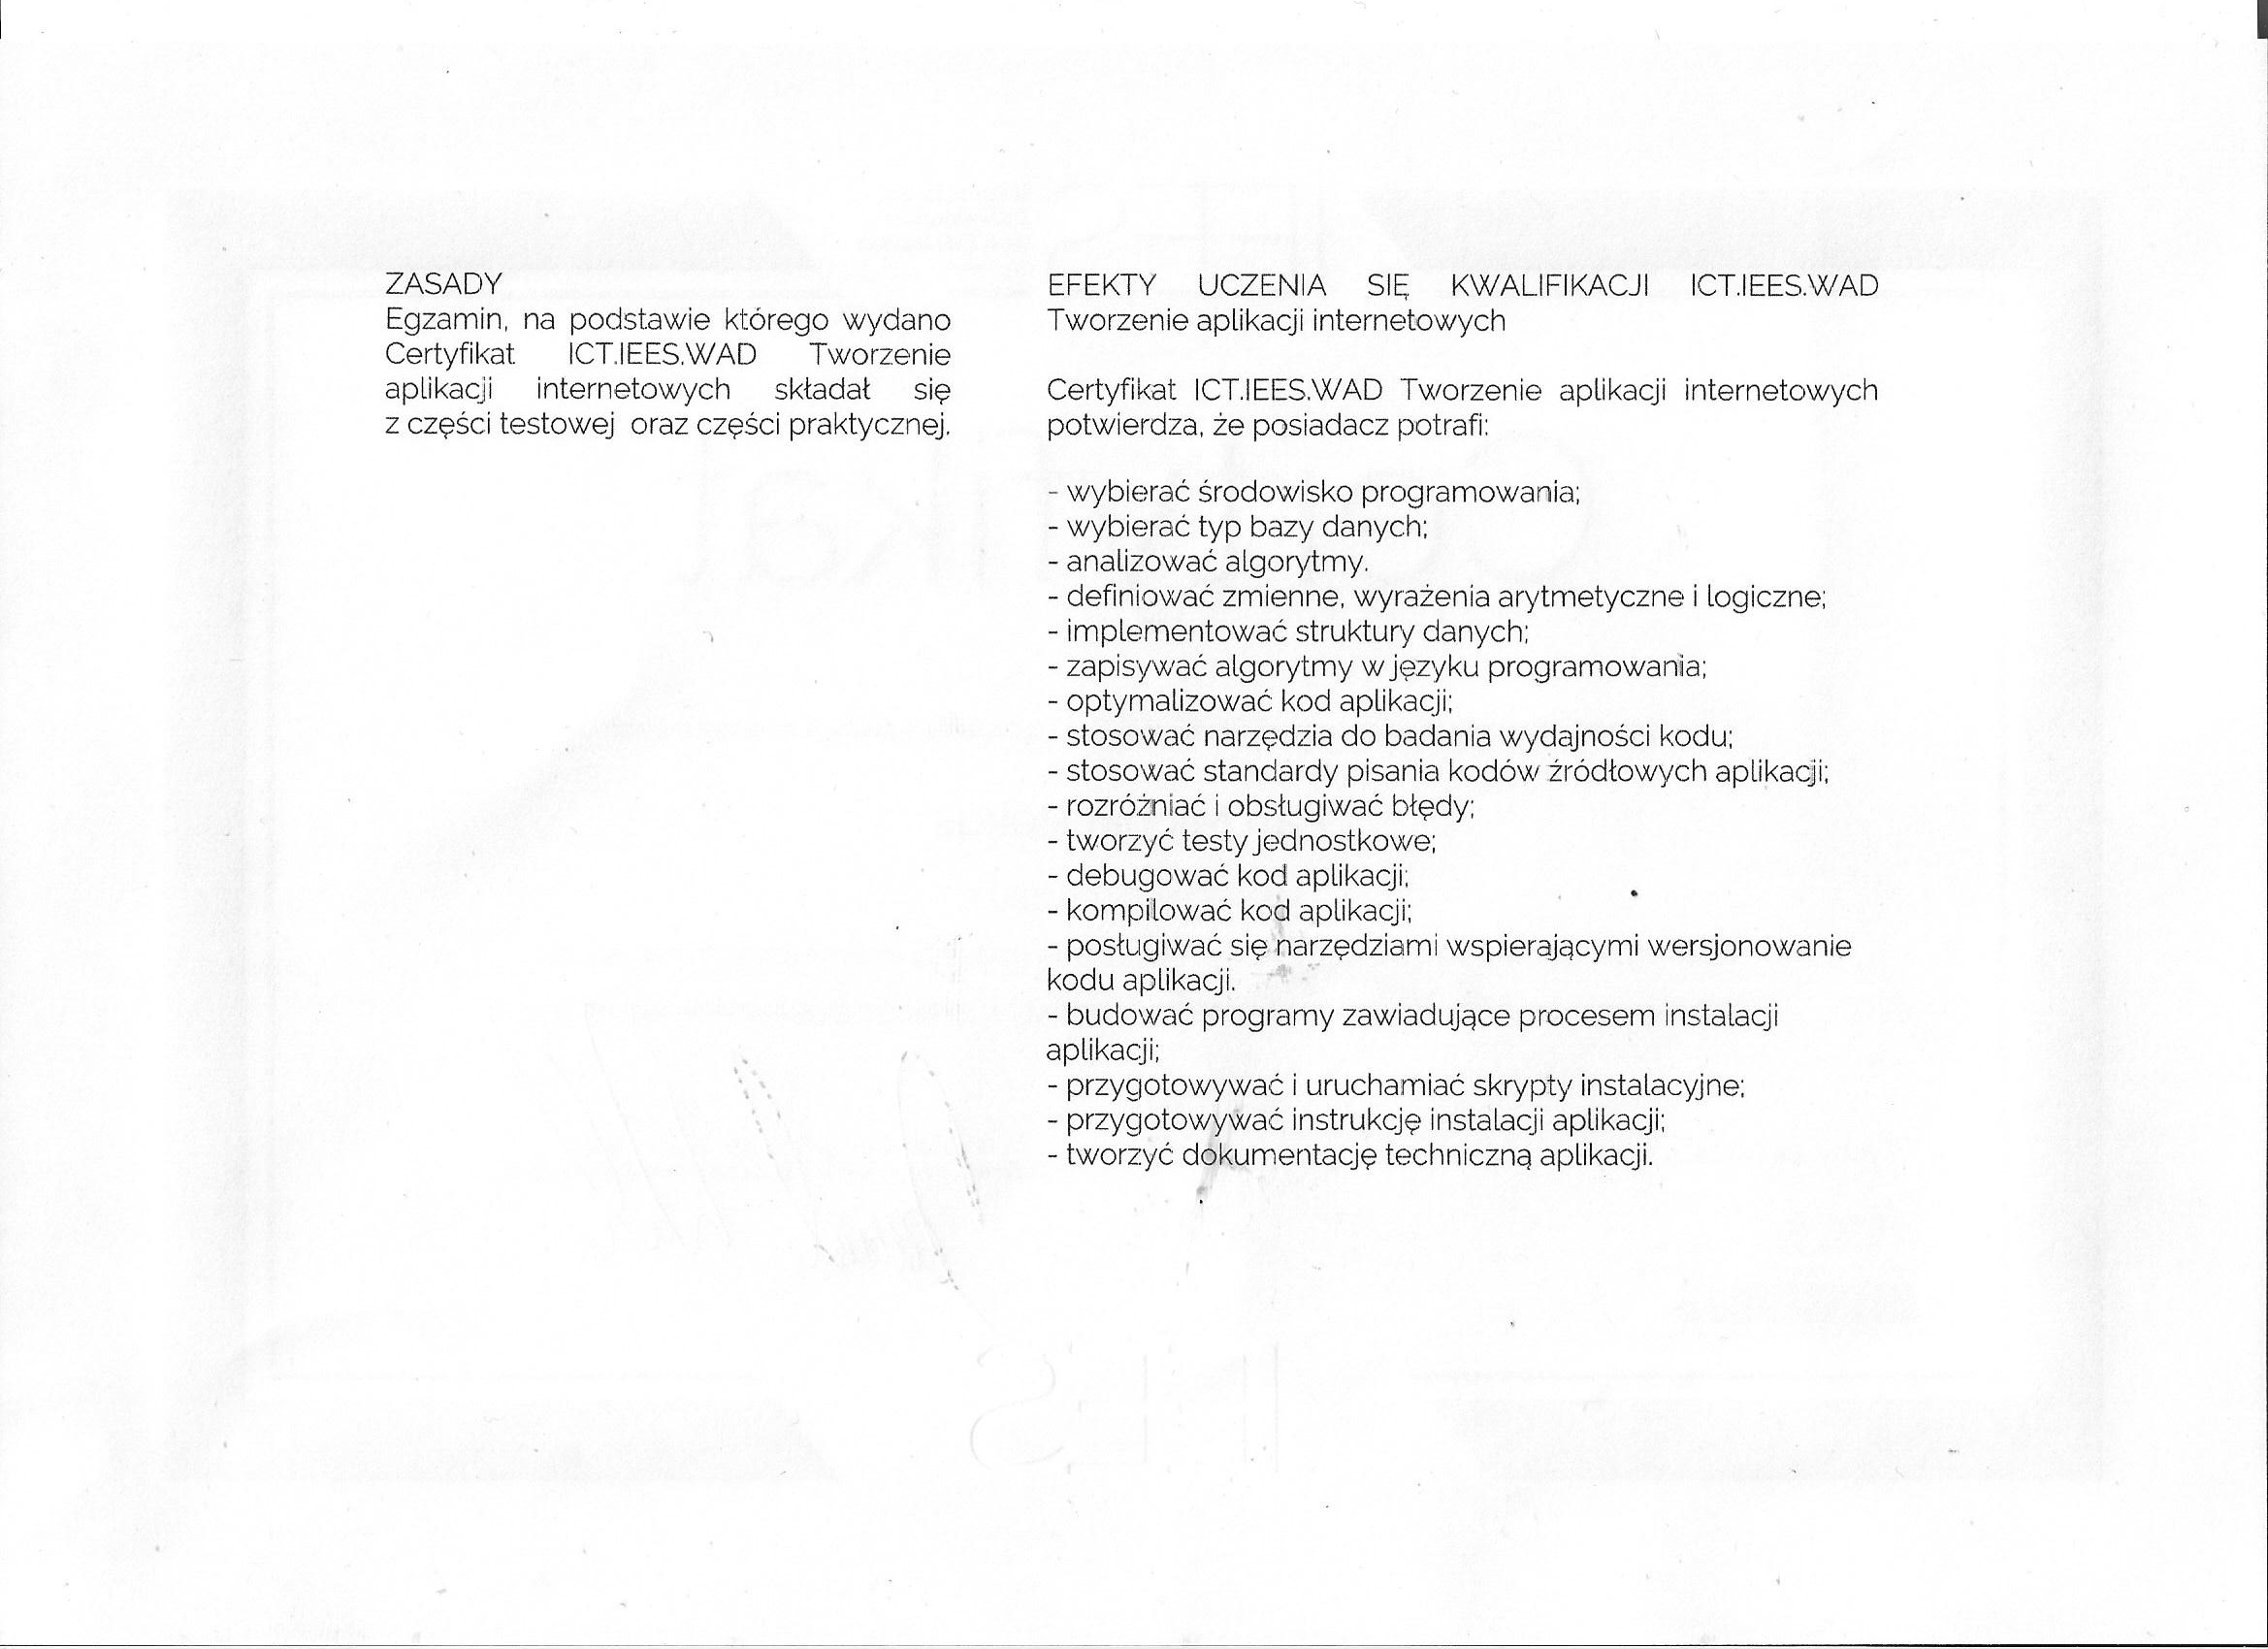 ZASADY
Egzamin, na podstawie którego wydano
Certyfikat ICT.IEES.WAD Tworzenie
aplikacji internetowych składał się
z części testowej oraz części praktycznej.
EFEKTY UCZENIA SIĘ KWALIFIKACJI ICT.IEES.WAD
Tworzenie aplikacji internetowych
Certyfikat ICT.IEES.WAD Tworzenie aplikacji internetowych
potwierdza, że posiadacz potrafi:
- wybierać środowisko programowania;
- wybierać typ bazy danych;
- analizować algorytmy.
- definiować zmienne, wyrażenia arytmetyczne i logiczne;
- implementować struktury danych;
- zapisywać algorytmy w języku programowania;
- optymalizować kod aplikacji;
- stosować narzędzia do badania wydajności kodu;
- stosować standardy pisania kodów źródłowych aplikacji;
- rozróżniać i obsługiwać błędy;
- tworzyć testy jednostkowe;
- debugować kod aplikacji;
- kompilować kod aplikacji;
- posługiwać się narzędziami wspierającymi wersjonowanie
kodu aplikacji.
- budować programy zawiadujące procesem instalacji
aplikacji;
- przygotowywać i uruchamiać skrypty instalacyjne;
- przygotowywać instrukcję instalacji aplikacji;
- tworzyć dokumentację techniczną aplikacji.